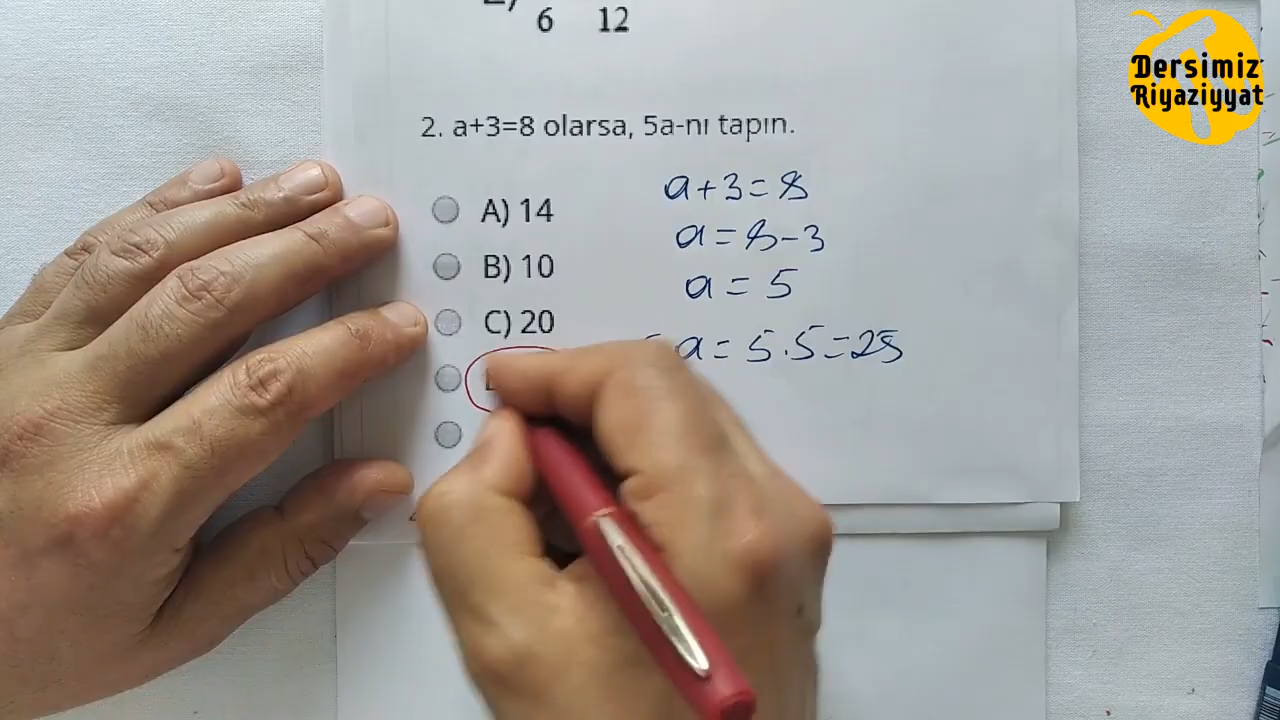 6 12
Dersimiz
Riyaziyyat
2. a+3=8 olarsa, 5a-nı tapın.
A) 14
B) 10
C) 20
a+3=8
a=8-3
a=5
a=5.5=25